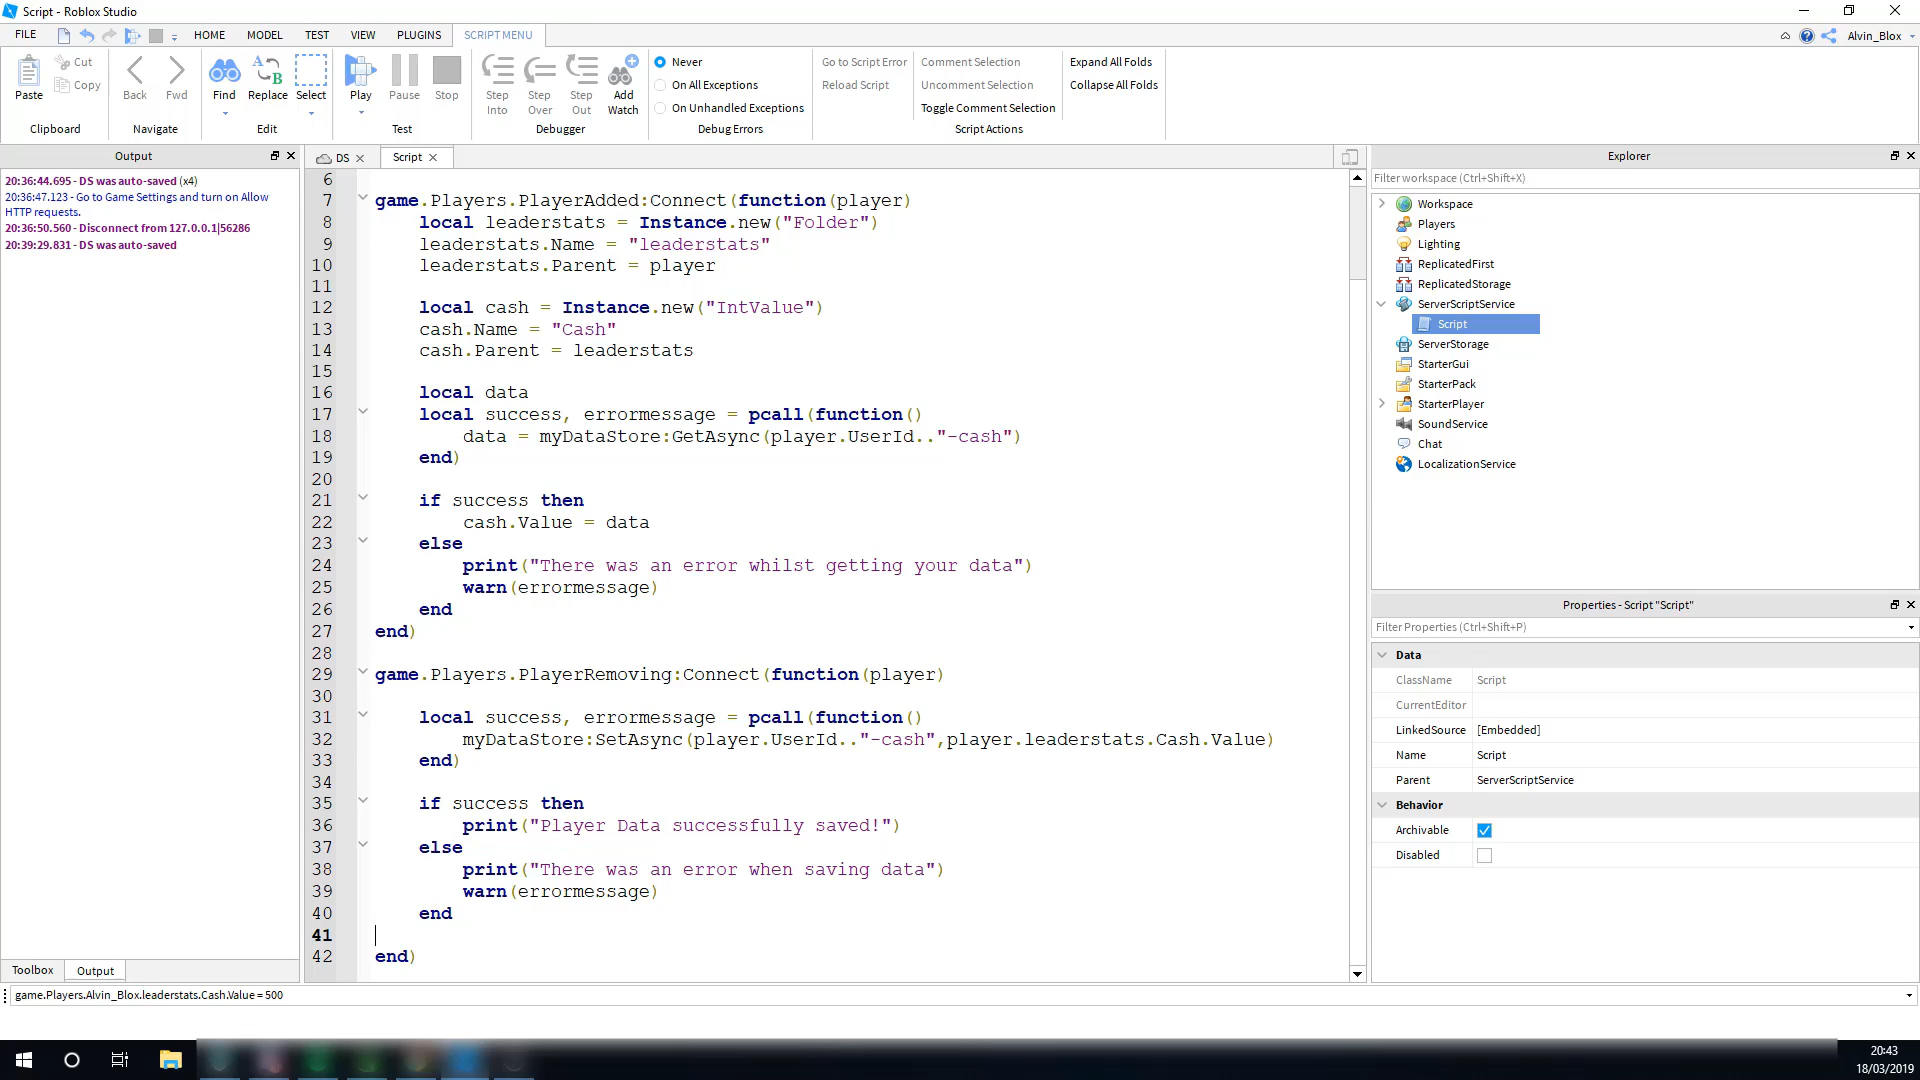 Script - Roblox Studio
FILE HOME MODEL TEST VIEW PLUGINS SCRIPT MENU Alvin_Blox
Paste Cut Copy
Clipboard
Back Fwd
Navigate
Find Replace Select
Edit
Play Pause Stop
Test
Step Into Step Over Step Out Add Watch
Debugger
Never
On All Exceptions
On Unhandled Exceptions
Debug Errors
Go to Script Error
Reload Script
Comment Selection
Uncomment Selection
Toggle Comment Selection
Script Actions
Expand All Folds
Collapse All Folds
Output
20:36:44.695 - DS was auto-saved (x4)
20:36:47.123 - Go to Game Settings and turn on Allow
HTTP requests.
20:36:50.560 - Disconnect from 127.0.0.1|56286
20:39:29.831 - DS was auto-saved
Toolbox Output
DS Script
6
7 game.Players.PlayerAdded:Connect(function(player)
8 local leaderstats = Instance.new("Folder")
9 leaderstats.Name = "leaderstats"
10 leaderstats.Parent = player
11
12 local cash = Instance.new("IntValue")
13 cash.Name = "Cash"
14 cash.Parent = leaderstats
15
16 local data
17 local success, errormessage = pcall(function()
18 data = myDataStore:GetAsync(player.UserId.."-cash")
19 end)
20
21 if success then
22 cash.Value = data
23 else
24 print("There was an error whilst getting your data")
25 warn(errormessage)
26 end
27 end)
28
29 game.Players.PlayerRemoving:Connect(function(player)
30
31 local success, errormessage = pcall(function()
32 myDataStore:SetAsync(player.UserId.."-cash",player.leaderstats.Cash.Value)
33 end)
34
35 if success then
36 print("Player Data successfully saved!")
37 else
38 print("There was an error when saving data")
39 warn(errormessage)
40 end
41
42 end)
Explorer
Filter workspace (Ctrl+Shift+X)
Workspace
Players
Lighting
ReplicatedFirst
ReplicatedStorage
ServerScriptService
Script
ServerStorage
StarterGui
StarterPack
StarterPlayer
SoundService
Chat
LocalizationService
Properties - Script "Script"
Filter Properties (Ctrl+Shift+P)
Data
ClassName Script
CurrentEditor
LinkedSource [Embedded]
Name Script
Parent ServerScriptService
Behavior
Archivable
Disabled
game.Players.Alvin_Blox.leaderstats.Cash.Value = 500
20:43
18/03/2019